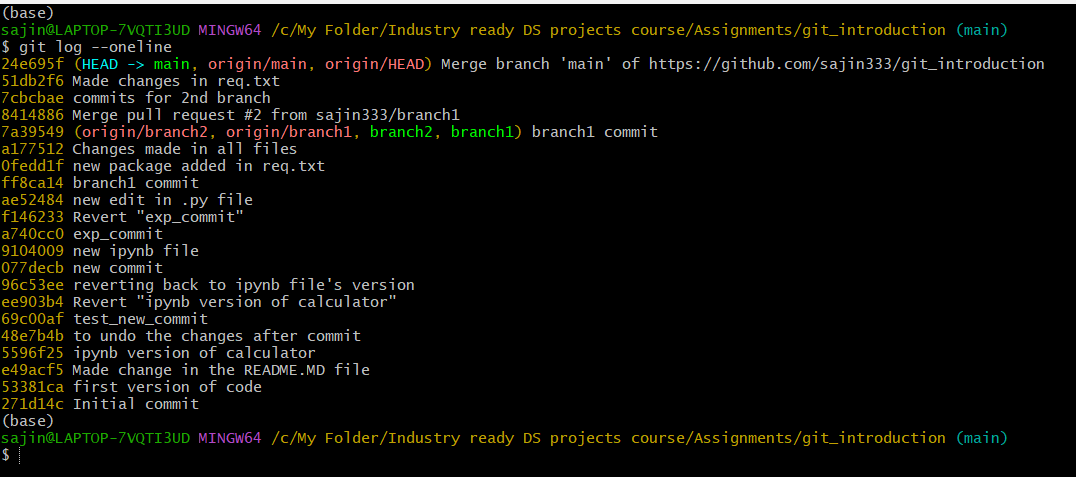 (base)
sajin@LAPTOP-7VQTI3UD MINGW64 /c/My Folder/Industry ready DS projects course/Assignments/git_introduction (main)
$ git log --oneline
24e695f (HEAD -> main, origin/main, origin/HEAD) Merge branch 'main' of https://github.com/sajin333/git_introduction
51db2f6 Made changes in req.txt
7cbcbae commits for 2nd branch
8414886 Merge pull request #2 from sajin333/branch1
7a39549 (origin/branch2, origin/branch1, branch2, branch1) branch1 commit
a177512 Changes made in all files
0fedd1f new package added in req.txt
ff8ca14 branch1 commit
ae52484 new edit in .py file
f146233 Revert "exp_commit"
a740cc0 exp_commit
9104009 new ipynb file
077decb new commit
96c53ee reverting back to ipynb file's version
ee903b4 Revert "ipynb version of calculator"
69c00af test_new_commit
48e7b4b to undo the changes after commit
5596f25 ipynb version of calculator
e49acf5 Made change in the README.MD file
53381ca first version of code
271d14c Initial commit
(base)
sajin@LAPTOP-7VQTI3UD MINGW64 /c/My Folder/Industry ready DS projects course/Assignments/git_introduction (main)
$